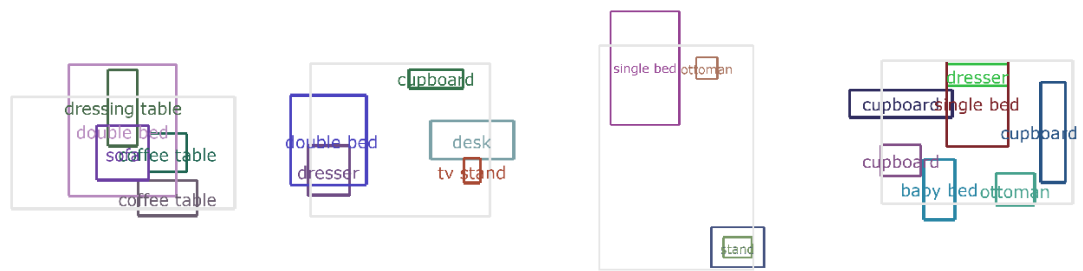 dressing table
double bed
sofa
coffee table
coffee table
cupboard
double bed
desk
dresser
tv stand
single bed
ottoman
stand
dresser
cupboard
single bed
cupboard
cupboard
baby bed
ottoman